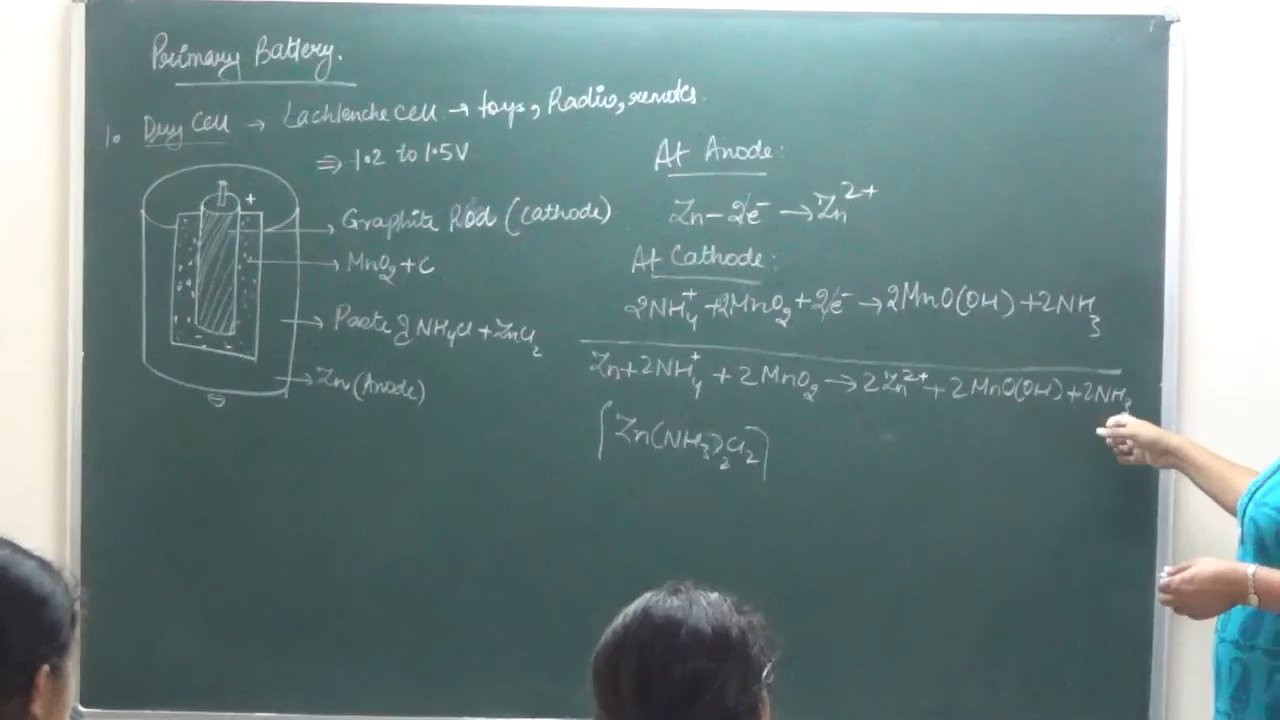 Primary Battery.
1. Dry Cell → Lachlenche cell → toys, Radio, remotes.
⇒ 1.2 to 1.5V
+
Graphite Rod (cathode)
MnO₂ + C
Paste of NH₄Cl + ZnCl₂
Zn (Anode)
⊖
At Anode:
Zn - 2e⁻ → Zn²⁺
At Cathode:
2NH₄⁺ + 2MnO₂ + 2e⁻ → 2MnO(OH) + 2NH₃
Zn + 2NH₄⁺ + 2MnO₂ → 2Zn²⁺ + 2MnO(OH) + 2NH₃
[Zn(NH₃)₂Cl₂]